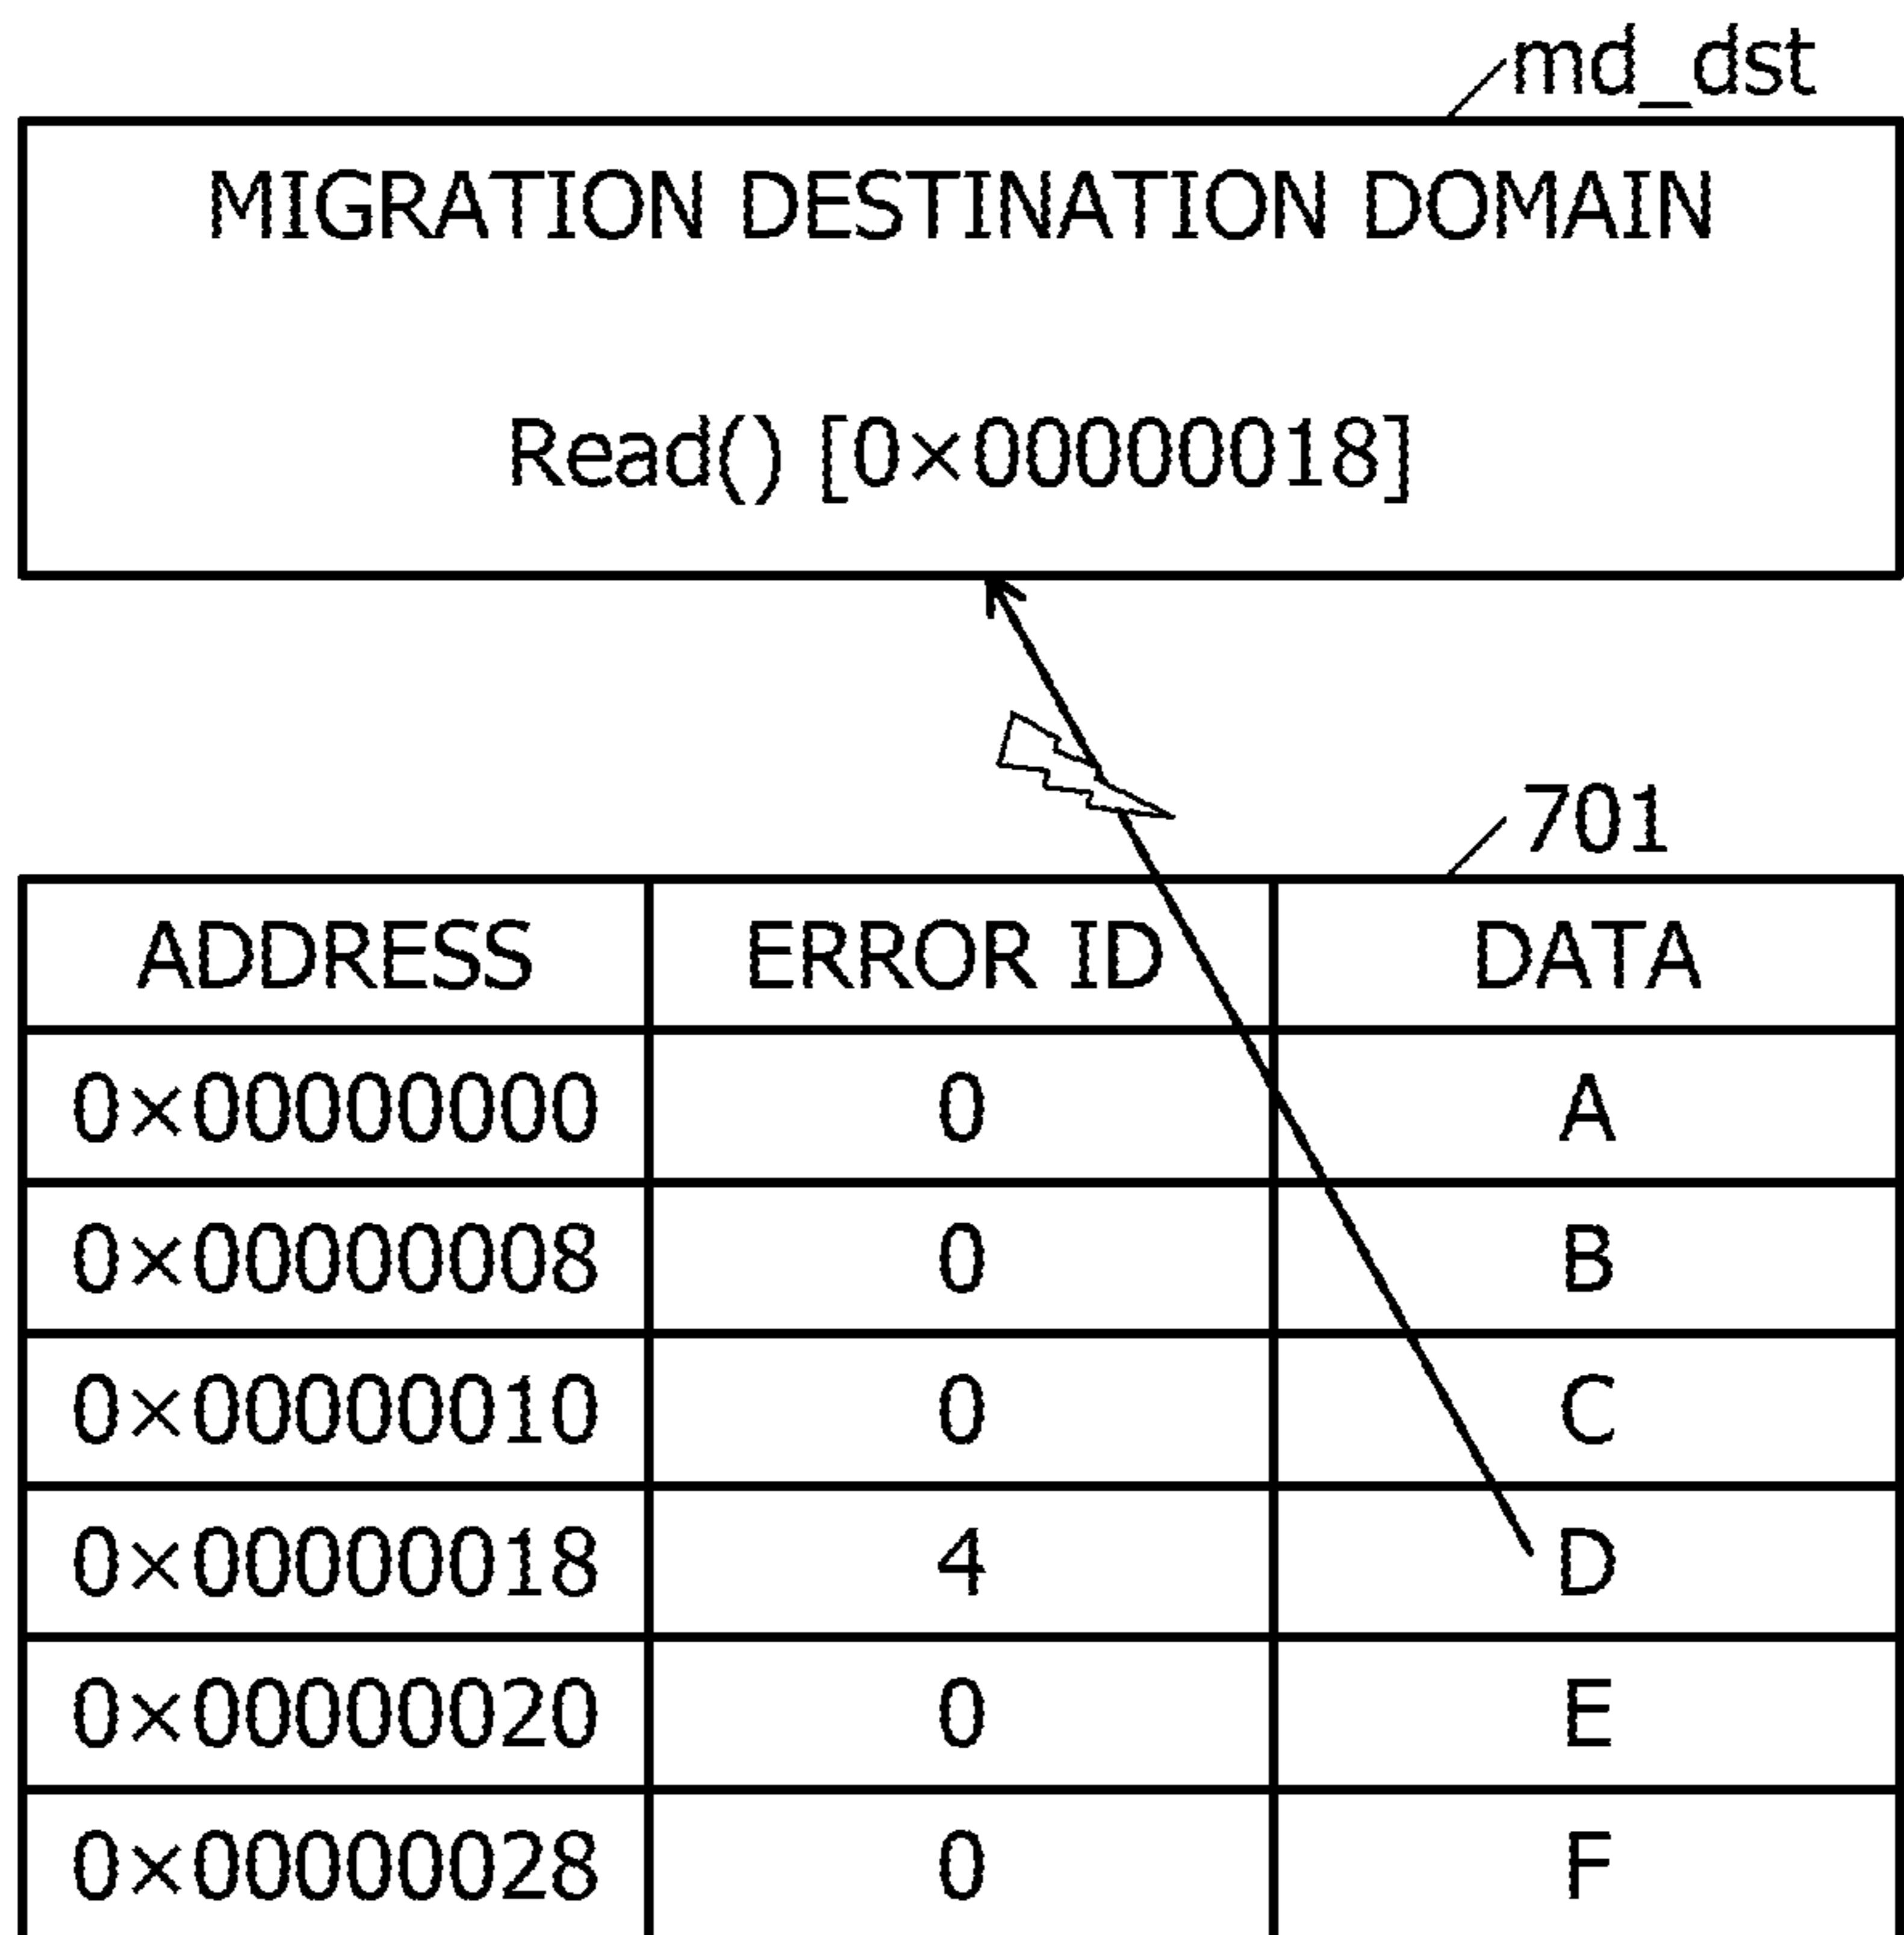 md_dst
MIGRATION DESTINATION DOMAIN
Read() [0×00000018]
701
ADDRESS ERROR ID DATA
0×00000000 0 A
0×00000008 0 B
0×00000010 0 C
0×00000018 4 D
0×00000020 0 E
0×00000028 0 F